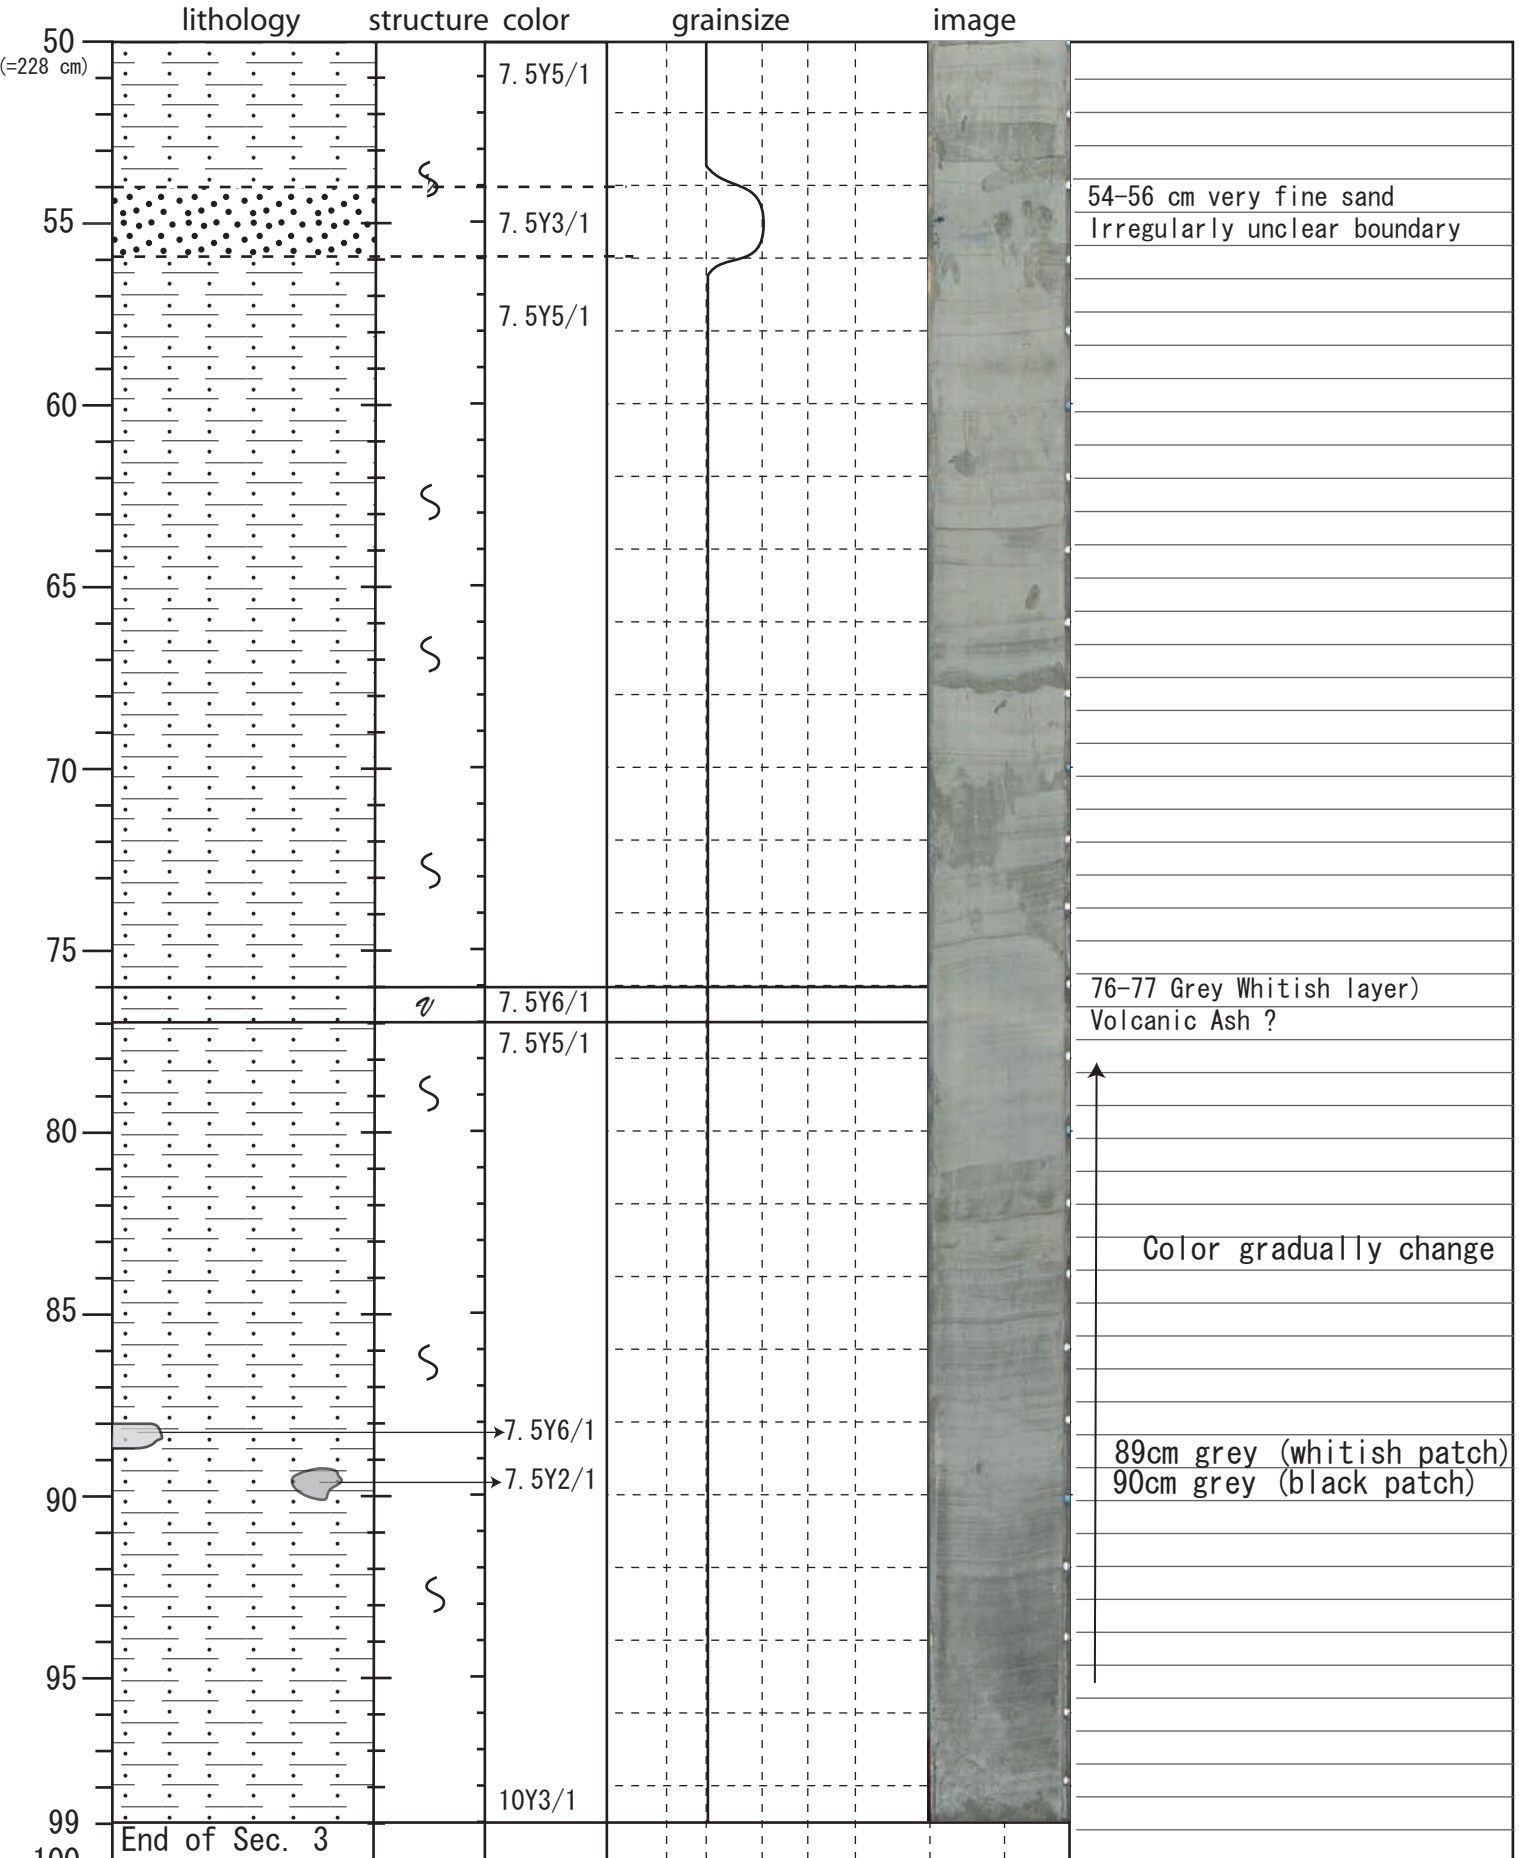 lithology structure color grainsize image
50
(=228 cm)
7.5Y5/1
54-56 cm very fine sand
55
7.5Y3/1
Irregularly unclear boundary
7.5Y5/1
60
65
70
75
76-77 Grey Whitish layer)
v
7.5Y6/1
Volcanic Ash ?
7.5Y5/1
80
Color gradually change
85
7.5Y6/1
89cm grey (whitish patch)
7.5Y2/1
90cm grey (black patch)
90
95
10Y3/1
99
End of Sec. 3
100